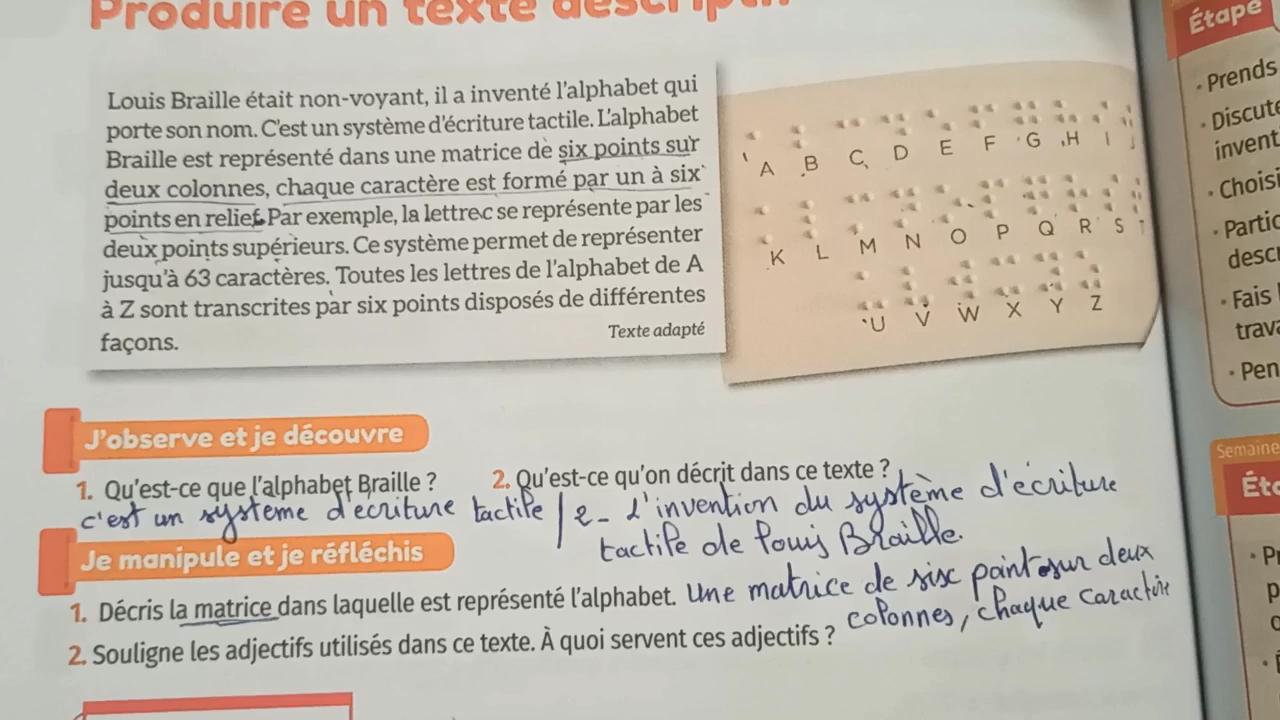 Produire un texte descriptif
Louis Braille était non-voyant, il a inventé l'alphabet qui
porte son nom. C'est un système d'écriture tactile. L'alphabet
Braille est représenté dans une matrice de six points sur
deux colonnes, chaque caractère est formé par un à six
points en relief. Par exemple, la lettre c se représente par les
deux points supérieurs. Ce système permet de représenter
jusqu'à 63 caractères. Toutes les lettres de l'alphabet de A
à Z sont transcrites par six points disposés de différentes
façons.
Texte adapté
A B C D E F G H I J
K L M N O P Q R S T
U V W X Y Z
J'observe et je découvre
1. Qu'est-ce que l'alphabet Braille ? 2. Qu'est-ce qu'on décrit dans ce texte ?
c'est un système d'écriture tactile / 2- L'invention du système d'écriture
tactile de Louis Braille.
Je manipule et je réfléchis
1. Décris la matrice dans laquelle est représenté l'alphabet. Une matrice de six points sur deux
colonnes, chaque caractère
2. Souligne les adjectifs utilisés dans ce texte. À quoi servent ces adjectifs ?
Étape
• Prends
• Discute
invent
• Choisi
• Partic
descr
• Fais
trava
• Pen
Semaine
Éta